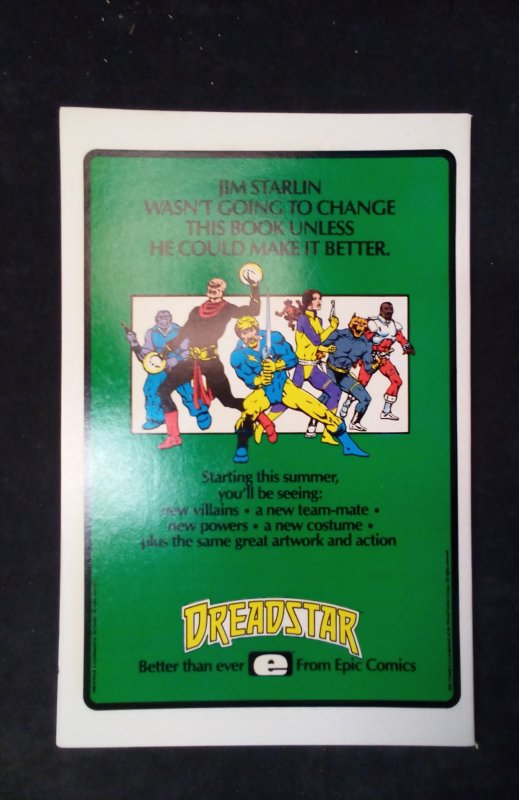 JIM STARLIN
WASN'T GOING TO CHANGE
THIS BOOK UNLESS
HE COULD MAKE IT BETTER.
Starting this summer,
you'll be seeing:
new villains • a new team-mate •
new powers • a new costume •
plus the same great artwork and action
DREADSTAR
Better than ever e From Epic Comics